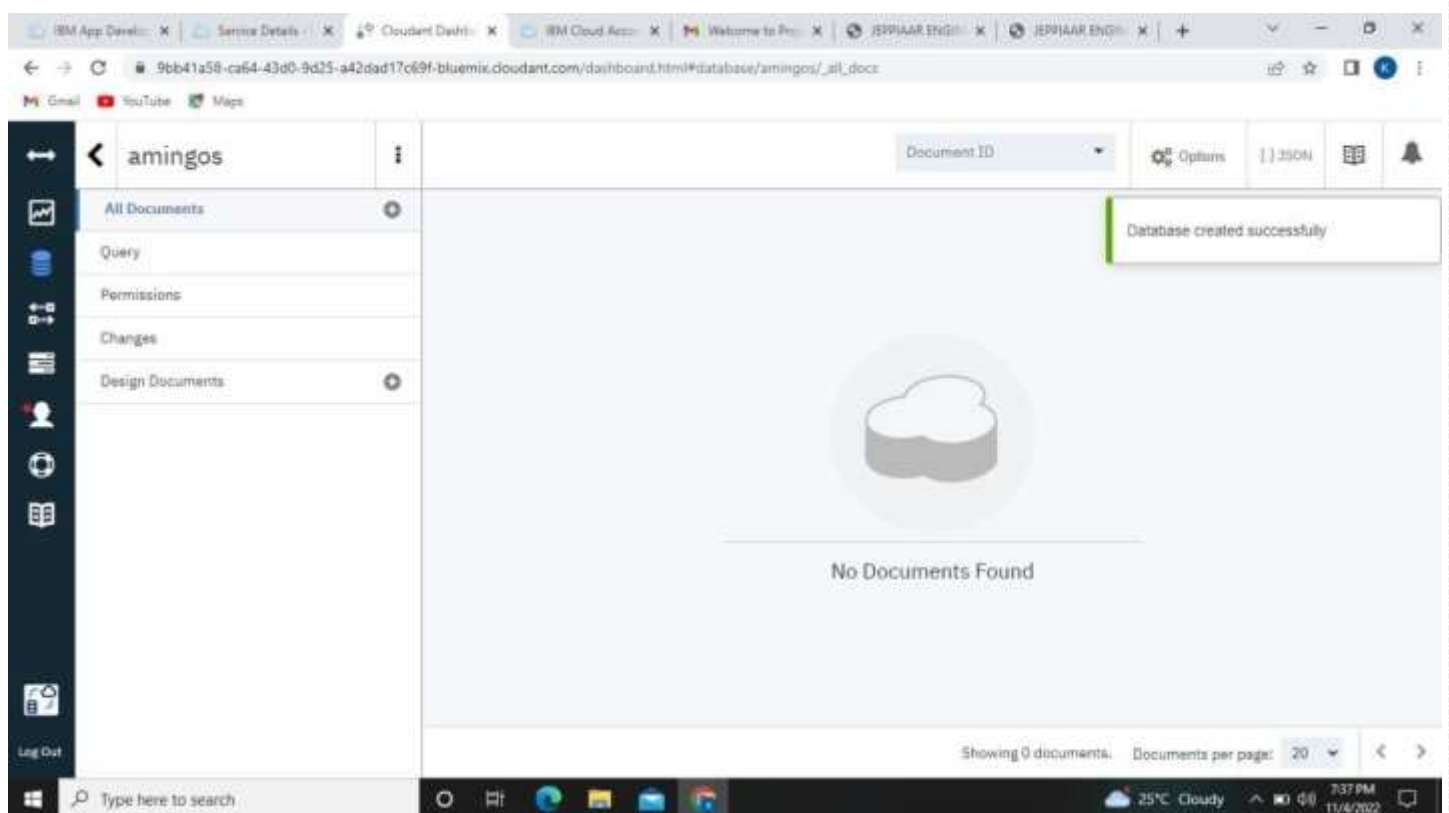 IBM App Develo Service Details - Cloudant Dashb IBM Cloud Acco Welcome to Pro JEPPIAAR ENGI JEPPIAAR ENGI
9bb41a58-ca64-43d0-9d25-a42dad17c69f-bluemix.cloudant.com/dashboard.html#database/amingos/_all_docs K
Gmail YouTube Maps
amingos Document ID Options { } JSON
All Documents
Database created successfully
Query
Permissions
Changes
Design Documents
No Documents Found
Log Out Showing 0 documents. Documents per page: 20
Type here to search 25°C Cloudy 7:37 PM
11/4/2022